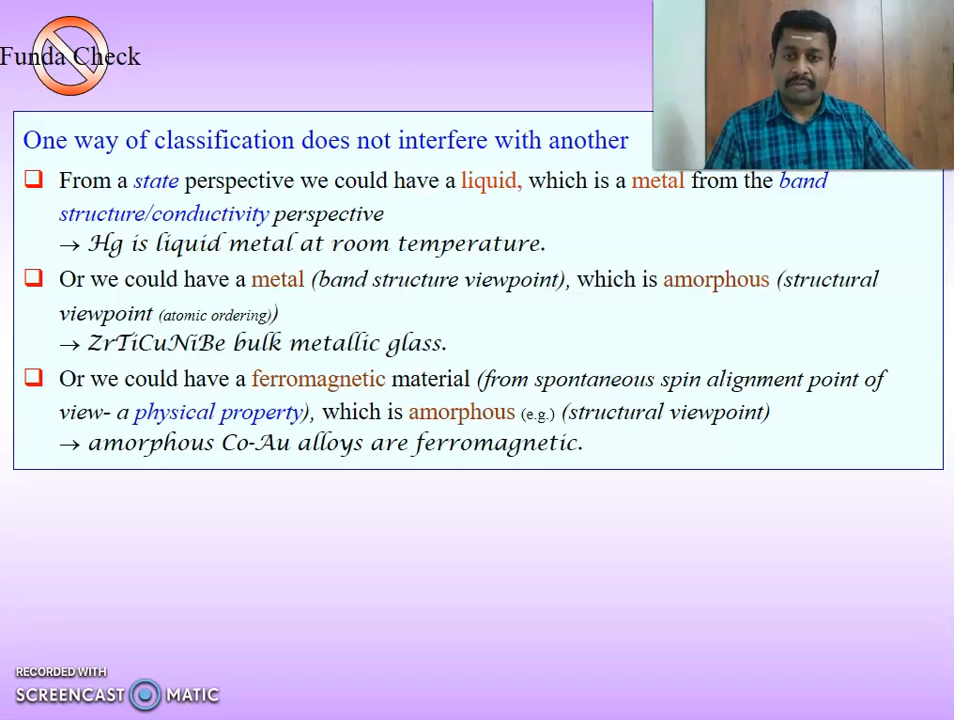 Funda Check
One way of classification does not interfere with another
From a state perspective we could have a liquid, which is a metal from the band
structure/conductivity perspective
→ Hg is liquid metal at room temperature.
Or we could have a metal (band structure viewpoint), which is amorphous (structural
viewpoint (atomic ordering))
→ ZrTiCuNiBe bulk metallic glass.
Or we could have a ferromagnetic material (from spontaneous spin alignment point of
view- a physical property), which is amorphous (e.g.) (structural viewpoint)
→ amorphous Co-Au alloys are ferromagnetic.
RECORDED WITH
SCREENCAST MATIC